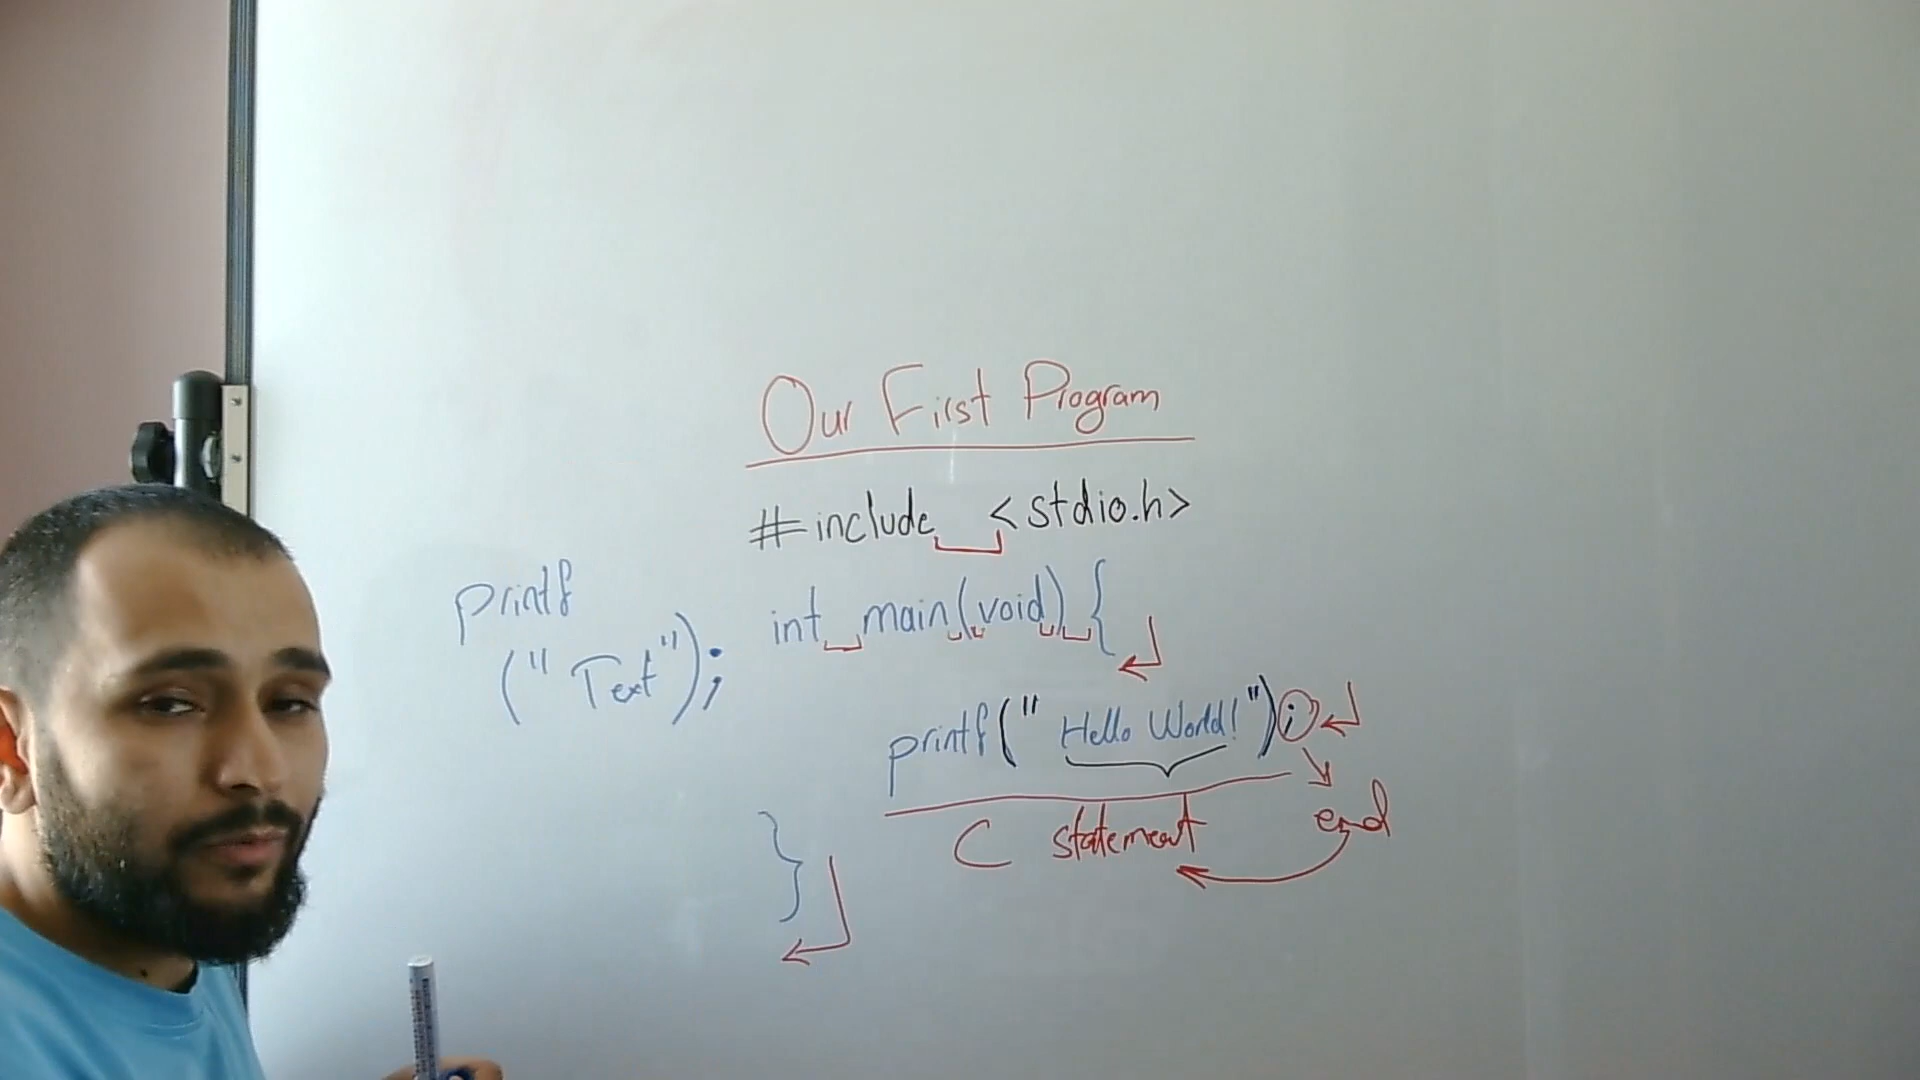 Our First Program
#include <stdio.h>
int main(void) {
printf("Hello World!");
C statement
end
}
printf
("Text");